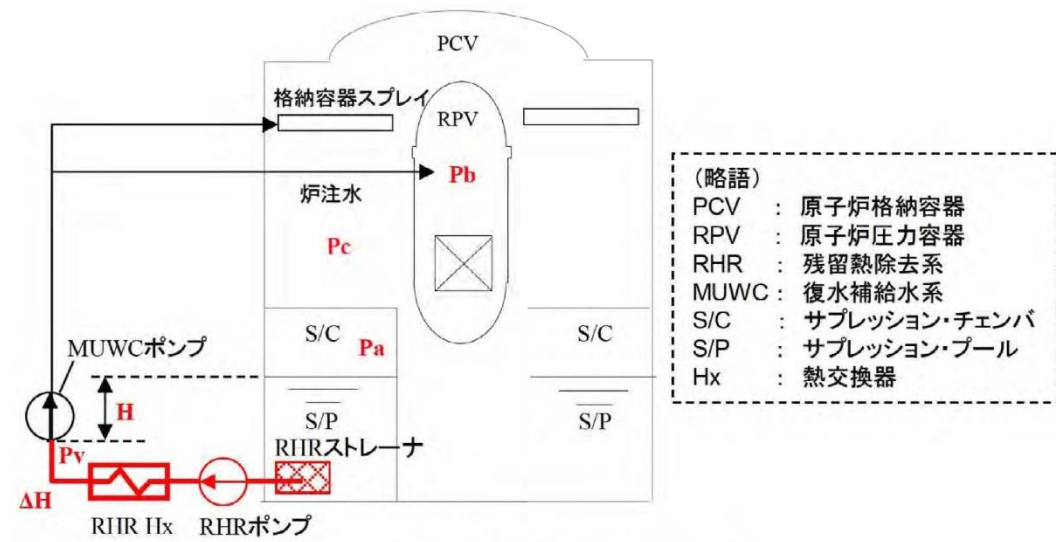 PCV
格納容器スプレイ
RPV
Pb
炉注水
Pc
S/C
Pa
S/C
MUWCポンプ
H
S/P
S/P
RHRストレーナ
Pv
ΔH
RHR Hx
RHRポンプ
(略語)
PCV : 原子炉格納容器
RPV : 原子炉圧力容器
RHR : 残留熱除去系
MUWC : 復水補給水系
S/C : サプレッション・チェンバ
S/P : サプレッション・プール
Hx : 熱交換器